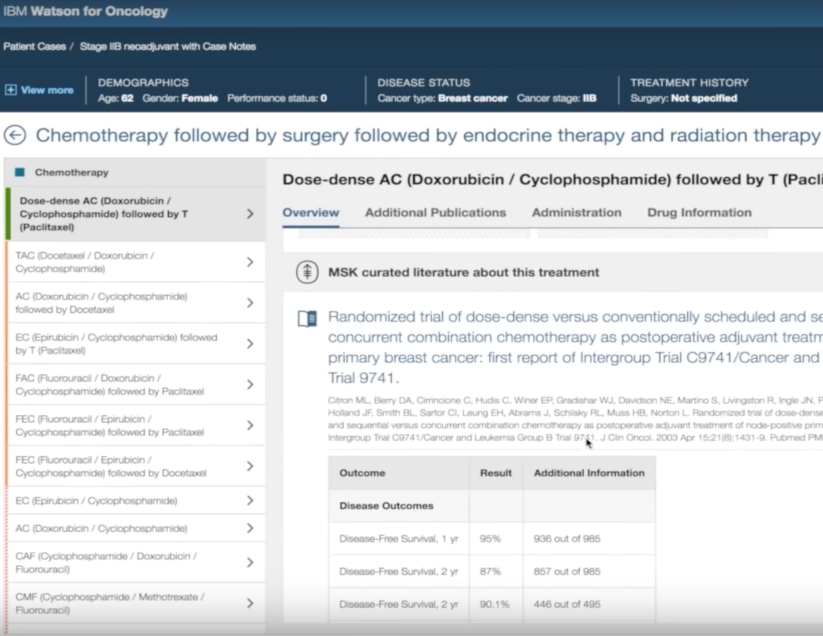 IBM Watson for Oncology
Patient Cases / Stage IIB neoadjuvant with Case Notes
View more
DEMOGRAPHICS
Age: 62 Gender: Female Performance status: 0
DISEASE STATUS
Cancer type: Breast cancer Cancer stage: IIB
TREATMENT HISTORY
Surgery: Not specified
Chemotherapy followed by surgery followed by endocrine therapy and radiation therapy
Chemotherapy
Dose-dense AC (Doxorubicin /
Cyclophosphamide) followed by T
(Paclitaxel)
TAC (Docetaxel / Doxorubicin /
Cyclophosphamide)
AC (Doxorubicin / Cyclophosphamide)
followed by Docetaxel
EC (Epirubicin / Cyclophosphamide) followed
by T (Paclitaxel)
FAC (Fluorouracil / Doxorubicin /
Cyclophosphamide) followed by Paclitaxel
FEC (Fluorouracil / Epirubicin /
Cyclophosphamide) followed by Paclitaxel
FEC (Fluorouracil / Epirubicin /
Cyclophosphamide) followed by Docetaxel
EC (Epirubicin / Cyclophosphamide)
AC (Doxorubicin / Cyclophosphamide)
CAF (Cyclophosphamide / Doxorubicin /
Fluorouracil)
CMF (Cyclophosphamide / Methotrexate /
Fluorouracil)
Dose-dense AC (Doxorubicin / Cyclophosphamide) followed by T (Pacli
Overview Additional Publications Administration Drug Information
MSK curated literature about this treatment
Randomized trial of dose-dense versus conventionally scheduled and se
concurrent combination chemotherapy as postoperative adjuvant treatm
primary breast cancer: first report of Intergroup Trial C9741/Cancer and
Trial 9741.
Citron ML, Berry DA, Cirrincione C, Hudis C, Winer EP, Gradishar WJ, Davidson NE, Martino S, Livingston R, Ingle JN, P
Holland JF, Smith BL, Sartor CI, Leung EH, Abrams J, Schilsky RL, Muss HB, Norton L. Randomized trial of dose-dense
and sequential versus concurrent combination chemotherapy as postoperative adjuvant treatment of node-positive prim
Intergroup Trial C9741/Cancer and Leukemia Group B Trial 9741. J Clin Oncol. 2003 Apr 15;21(8):1431-9. Pubmed PM
Outcome Result Additional Information
Disease Outcomes
Disease-Free Survival, 1 yr 95% 936 out of 985
Disease-Free Survival, 2 yr 87% 857 out of 985
Disease-Free Survival, 2 yr 90.1% 446 out of 495